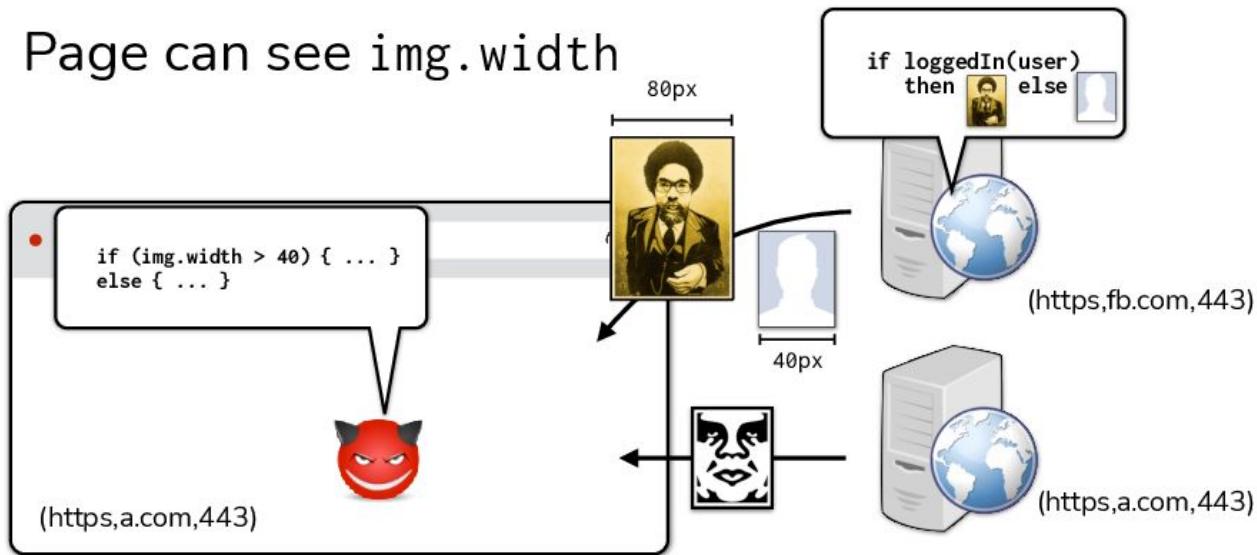 Page can see img.width
if loggedIn(user)
then else
80px
if (img.width > 40) { ... }
else { ... }
(https,fb.com,443)
40px
(https,a.com,443)
(https,a.com,443)